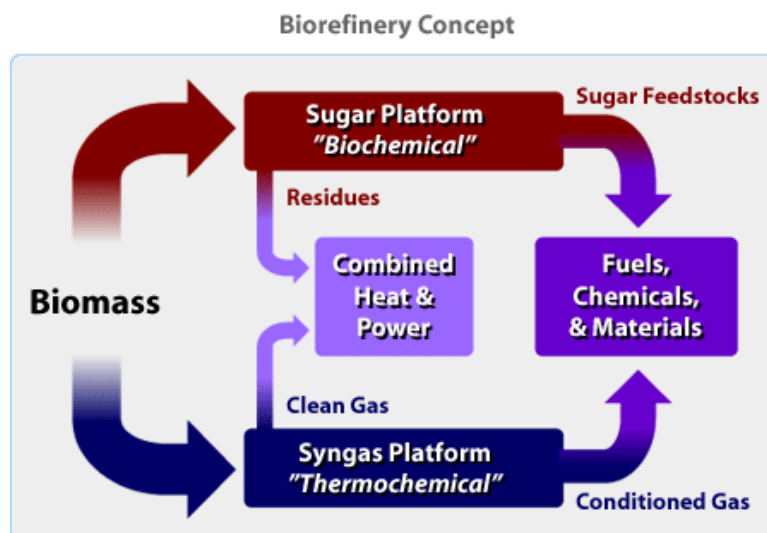 Biorefinery Concept
Sugar Feedstocks
Sugar Platform
"Biochemical"
Residues
Combined
Heat &
Power
Fuels,
Chemicals,
& Materials
Biomass
Clean Gas
Syngas Platform
"Thermochemical"
Conditioned Gas